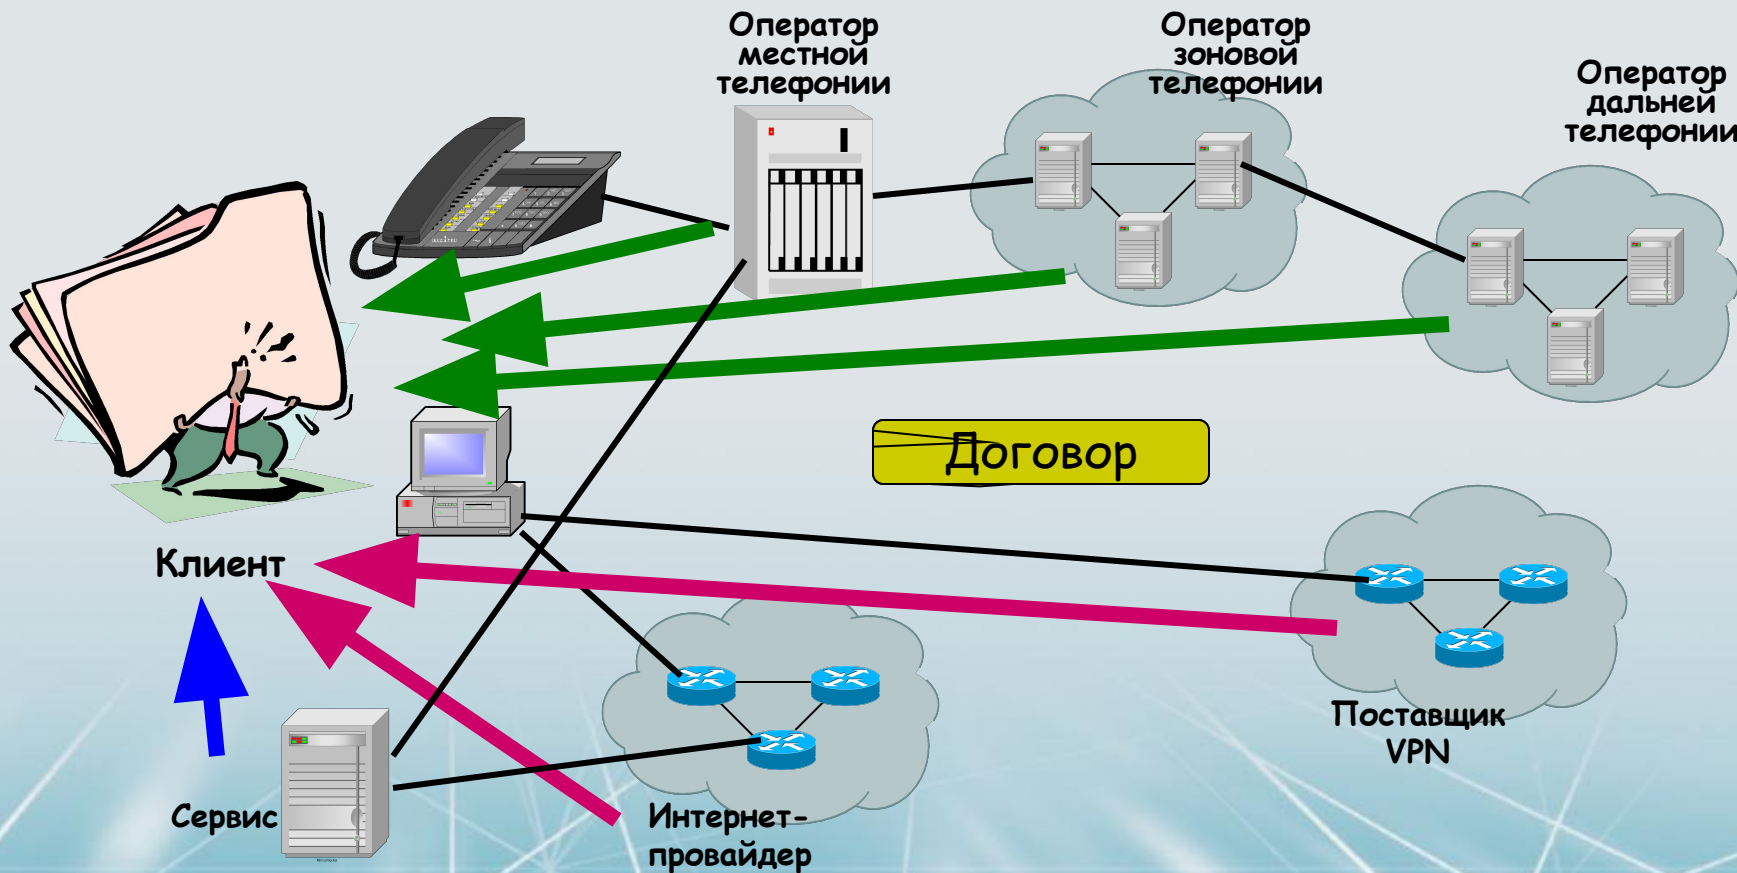 Оператор
местной
телефонии
Оператор
зоновой
телефонии
Оператор
дальней
телефонии
Договор
Клиент
Поставщик
VPN
Сервис
Интернет-
провайдер